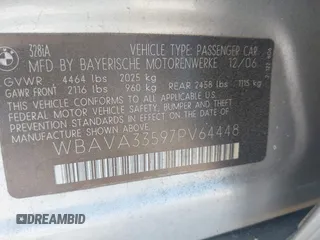 328iA VEHICLE TYPE: PASSENGER CAR
MFD BY BAYERISCHE MOTORENWERKE 12/06
GVWR 4464 lbs 2025 kg
GAWR FRONT 2116 lbs 960 kg REAR 2458 lbs 1115 kg
THIS VEHICLE CONFORMS TO ALL APPLICABLE
FEDERAL MOTOR VEHICLE SAFETY, BUMPER,
AND THEFT PREVENTION STANDARDS IN EFFECT
ON THE DATE OF MANUFACTURE SHOWN ABOVE.
WBAVA33597PV64448
DREAMBID